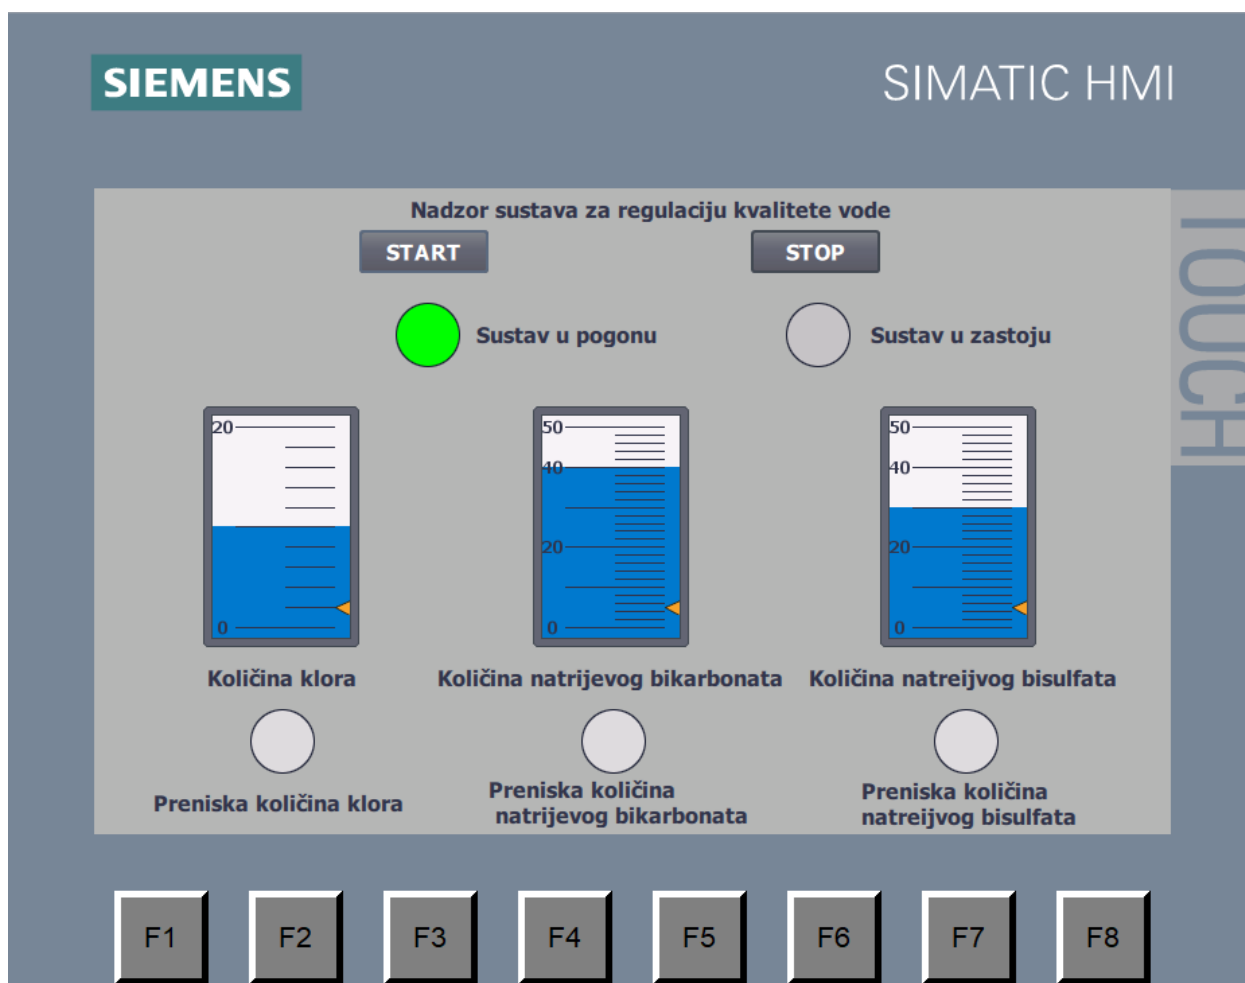 SIEMENS
SIMATIC HMI
TOUCH
Nadzor sustava za regulaciju kvalitete vode
START
STOP
Sustav u pogonu
Sustav u zastoju
20
0
50
40
20
0
50
40
20
0
Količina klora
Količina natrijevog bikarbonata
Količina natreijvog bisulfata
Preniska količina klora
Preniska količina
natrijevog bikarbonata
Preniska količina
natreijvog bisulfata
F1
F2
F3
F4
F5
F6
F7
F8